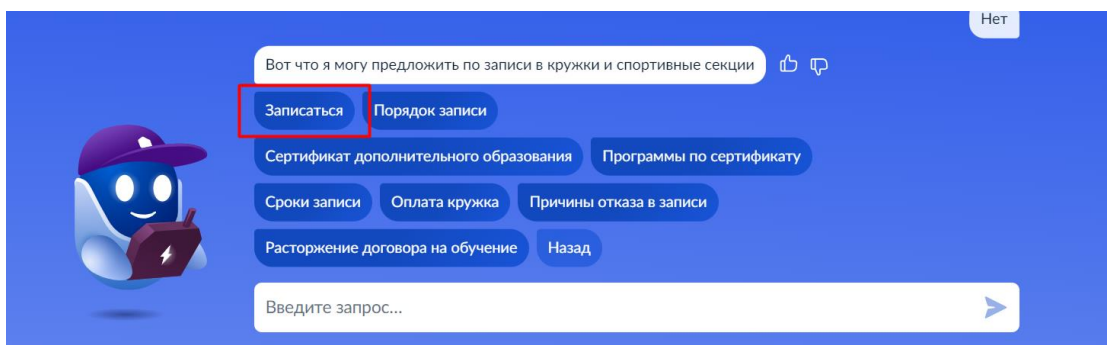 Нет
Вот что я могу предложить по записи в кружки и спортивные секции
Записаться Порядок записи
Сертификат дополнительного образования Программы по сертификату
Сроки записи Оплата кружка Причины отказа в записи
Расторжение договора на обучение Назад
Введите запрос...